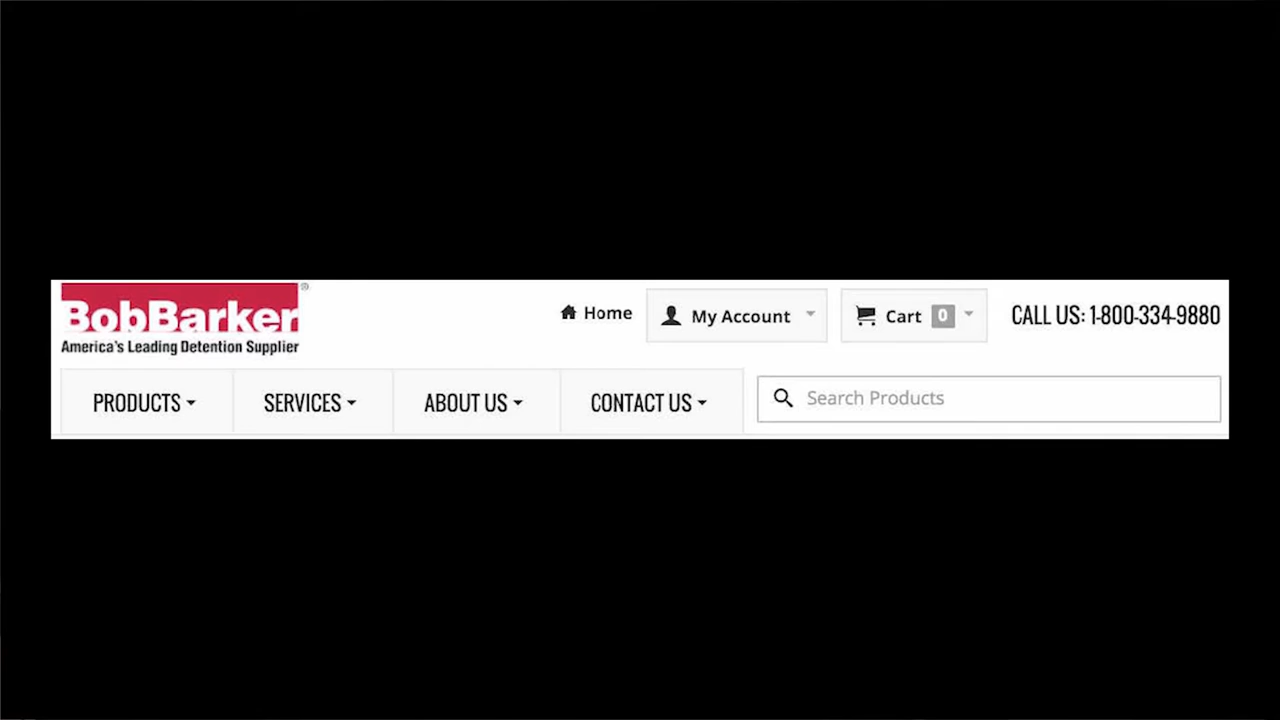 BobBarker®
America's Leading Detention Supplier
Home
My Account
Cart 0
CALL US: 1-800-334-9880
PRODUCTS
SERVICES
ABOUT US
CONTACT US
Search Products